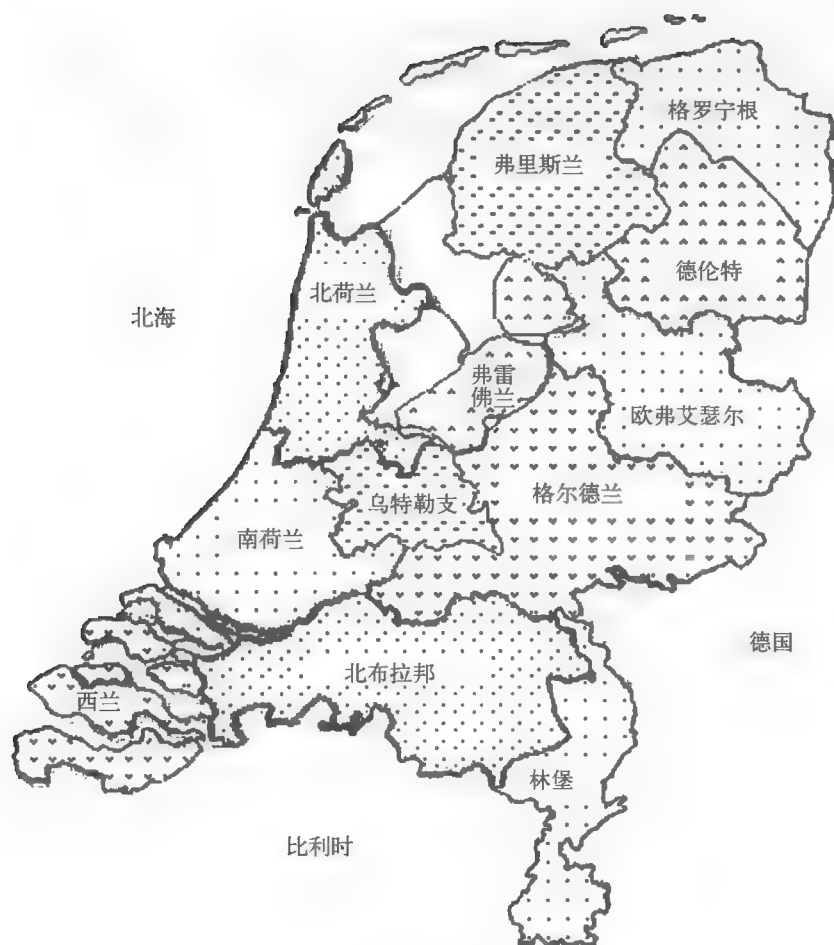 格罗宁根
弗里斯兰
德伦特
北荷兰
北海
弗雷
佛兰
欧弗艾瑟尔
格尔德兰
乌特勒支
南荷兰
德国
北布拉邦
西兰
林堡
比利时